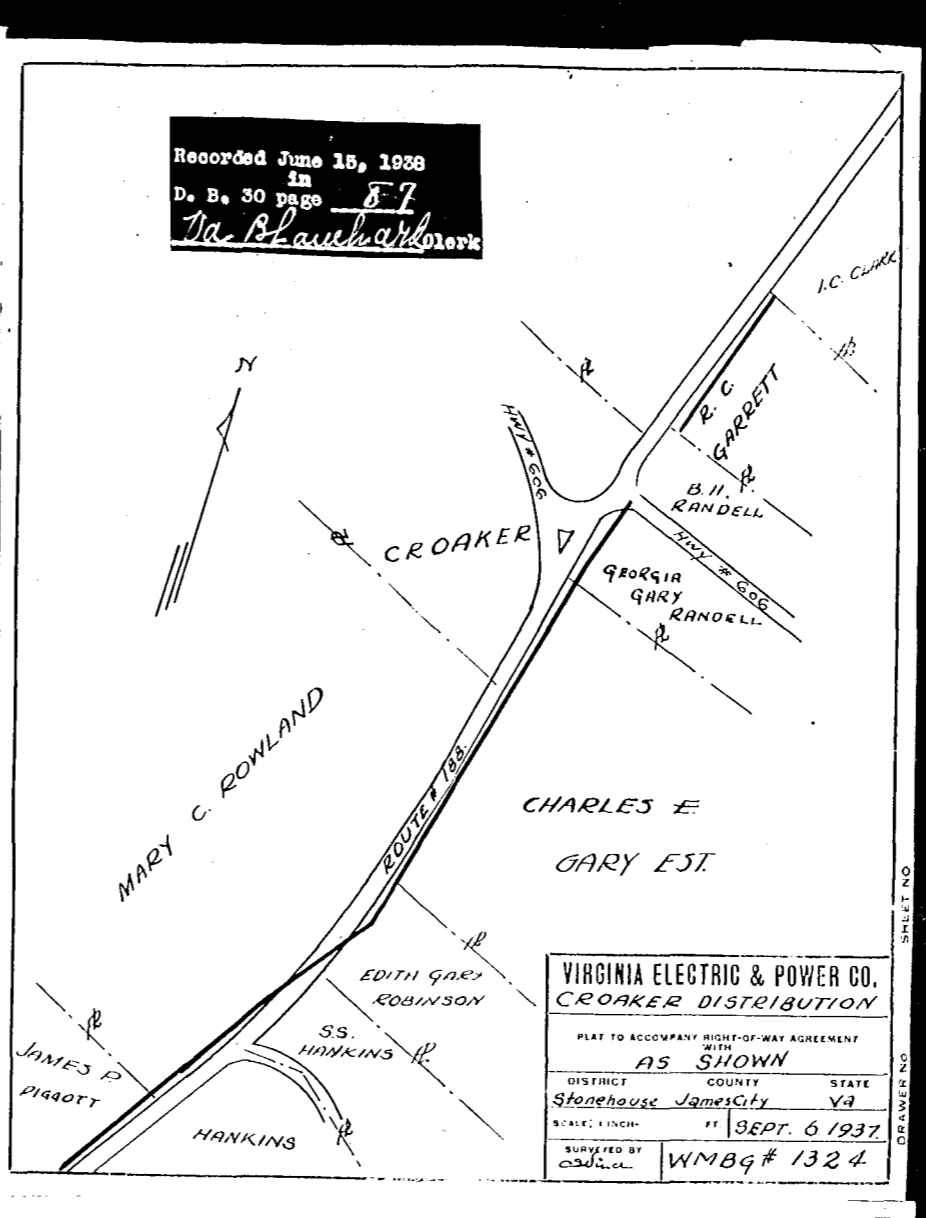 Recorded June 15, 1938
in
D. B. 30 page 87
Va Blanchard Clerk
N
I.C. CLARK
R. C.
GARRETT
HWY # 606
B. H.
RANDELL
CROAKER
HWY # 606
GEORGIA
GARY
RANDELL
MARY C. ROWLAND
ROUTE # 188.
CHARLES E.
GARY EST.
EDITH GARY
ROBINSON
S.S.
HANKINS
JAMES P.
PIGGOTT
HANKINS
SHEET NO
DRAWER NO
VIRGINIA ELECTRIC & POWER CO.
CROAKER DISTRIBUTION
PLAT TO ACCOMPANY RIGHT-OF-WAY AGREEMENT
WITH
AS SHOWN
DISTRICT COUNTY STATE
Stonehouse JamesCity Va
SCALE; 1 INCH- FT. SEPT. 6 1937.
SURVEYED BY
WMBG # 1324